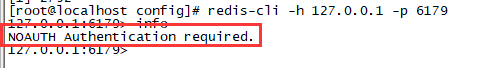 [root@localhost config]# redis-cli -h 127.0.0.1 -p 6179
127.0.0.1:6179> info
NOAUTH Authentication required.
127.0.0.1:6179>